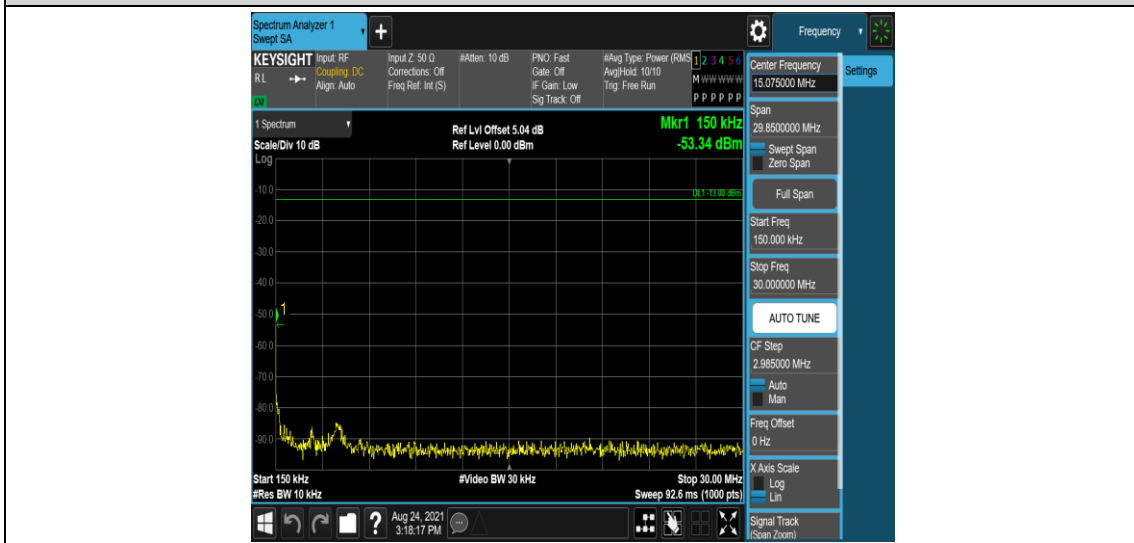 Spectrum Analyzer 1
Swept SA
+
Frequency
KEYSIGHT
RL
LXI
Input: RF
Coupling: DC
Align: Auto
Input Z: 50 Ω
Corrections: Off
Freq Ref: Int (S)
#Atten: 10 dB
PNO: Fast
Gate: Off
IF Gain: Low
Sig Track: Off
#Avg Type: Power (RMS
Avg|Hold: 10/10
Trig: Free Run
1 2 3 4 5 6
M W W W W W
P P P P P P
1 Spectrum
Scale/Div 10 dB
Log
Ref Lvl Offset 5.04 dB
Ref Level 0.00 dBm
Mkr1 150 kHz
-53.34 dBm
DL1 -13.00 dBm
-10.0
-20.0
-30.0
-40.0
-50.0
1
-60.0
-70.0
-80.0
-90.0
Start 150 kHz
#Res BW 10 kHz
#Video BW 30 kHz
Stop 30.00 MHz
Sweep 92.6 ms (1000 pts)
?
Aug 24, 2021
3:18:17 PM
Center Frequency
15.075000 MHz
Settings
Span
29.8500000 MHz
Swept Span
Zero Span
Full Span
Start Freq
150.000 kHz
Stop Freq
30.000000 MHz
AUTO TUNE
CF Step
2.985000 MHz
Auto
Man
Freq Offset
0 Hz
X Axis Scale
Log
Lin
Signal Track
(Span Zoom)